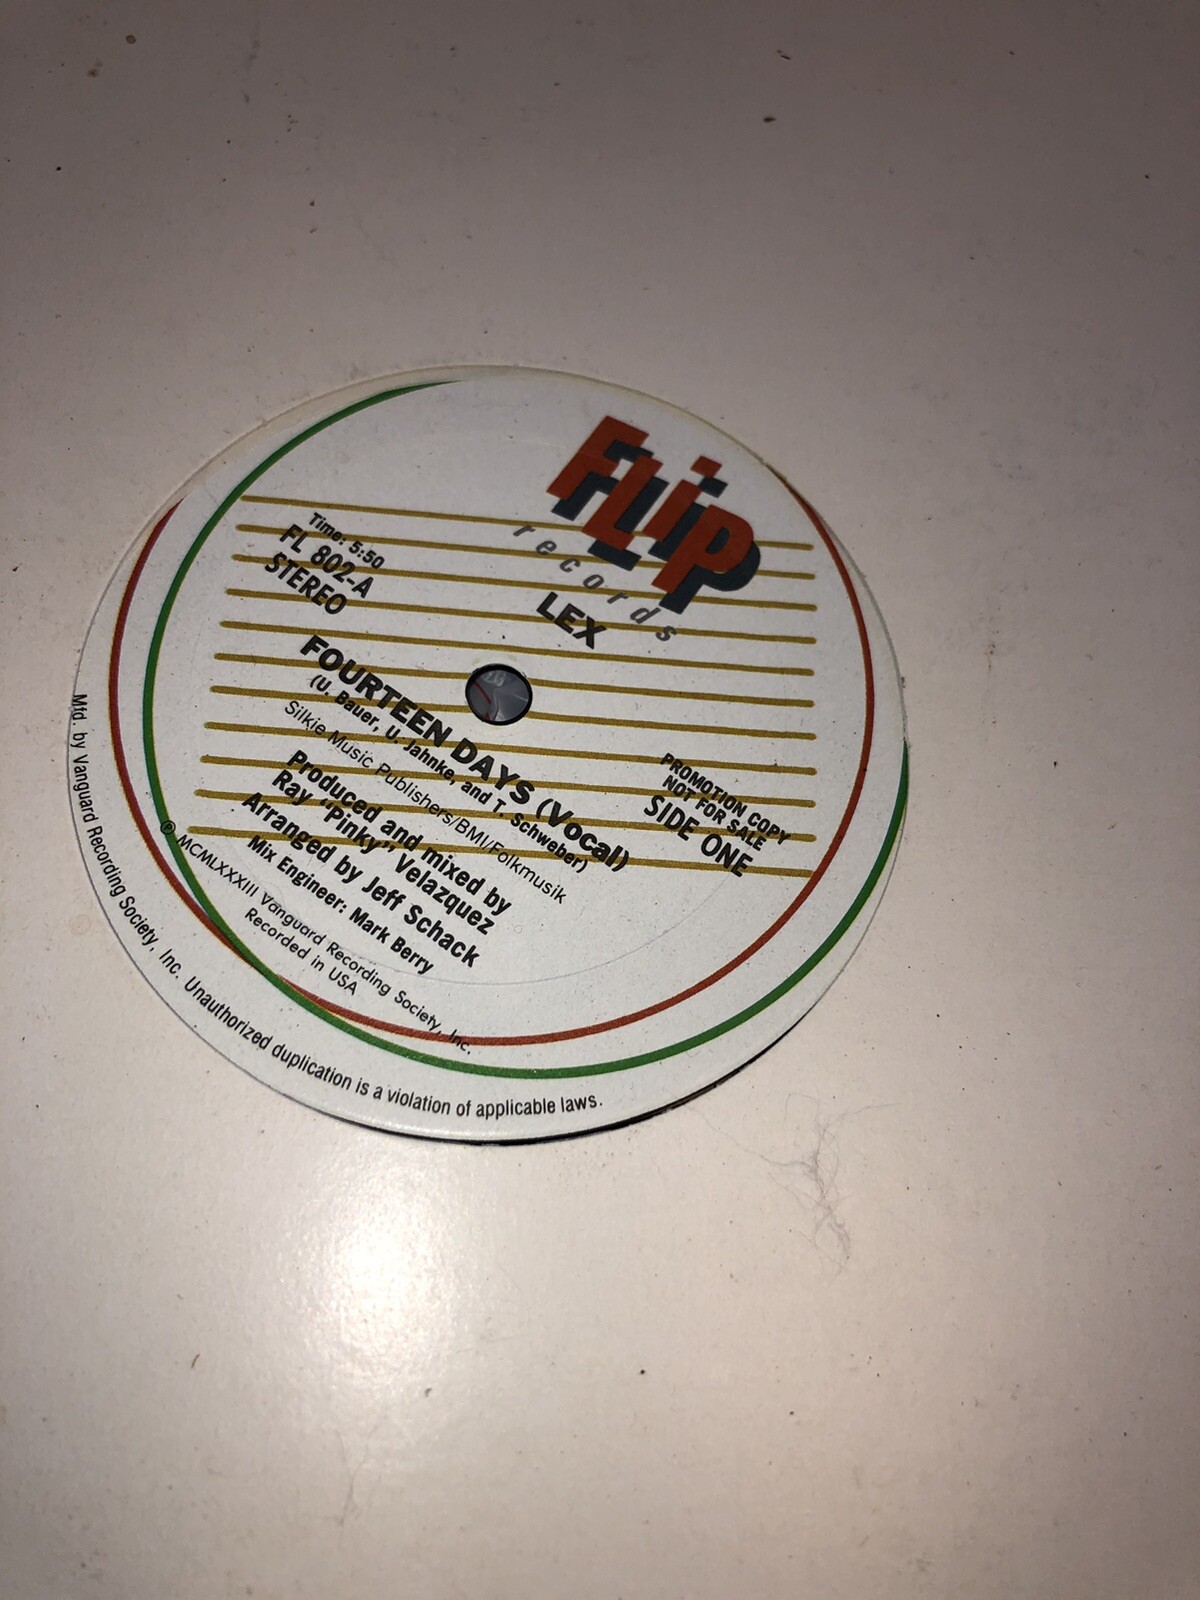 FLiP
records
LEX
Time: 5:50
FL 802-A
STEREO
PROMOTION COPY
NOT FOR SALE
SIDE ONE
FOURTEEN DAYS (Vocal)
(U. Bauer, U. Jahnke, and T. Schweber)
Silkie Music Publishers/BMI/Folkmusik
Produced and mixed by
Ray "Pinky" Velazquez
Arranged by Jeff Schack
Mix Engineer: Mark Berry
℗ MCMLXXXIII Vanguard Recording Society, Inc.
Recorded in USA
Mfd. by Vanguard Recording Society, Inc. Unauthorized duplication is a violation of applicable laws.